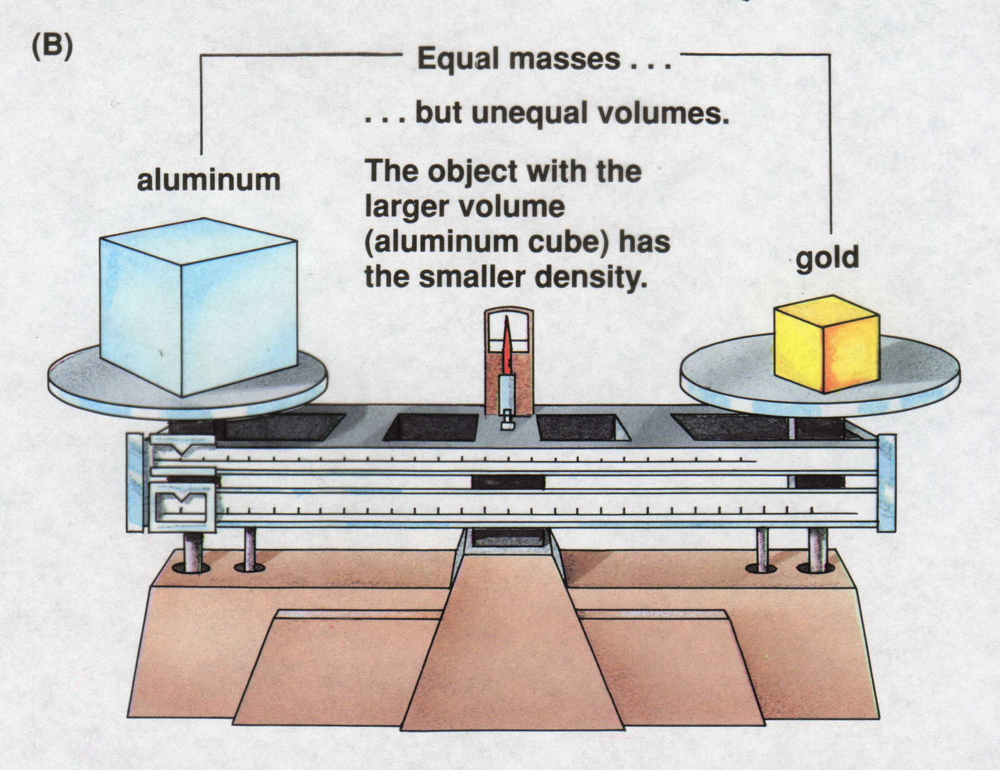 (B)
Equal masses . . .
. . . but unequal volumes.
aluminum
The object with the
larger volume
(aluminum cube) has
the smaller density.
gold